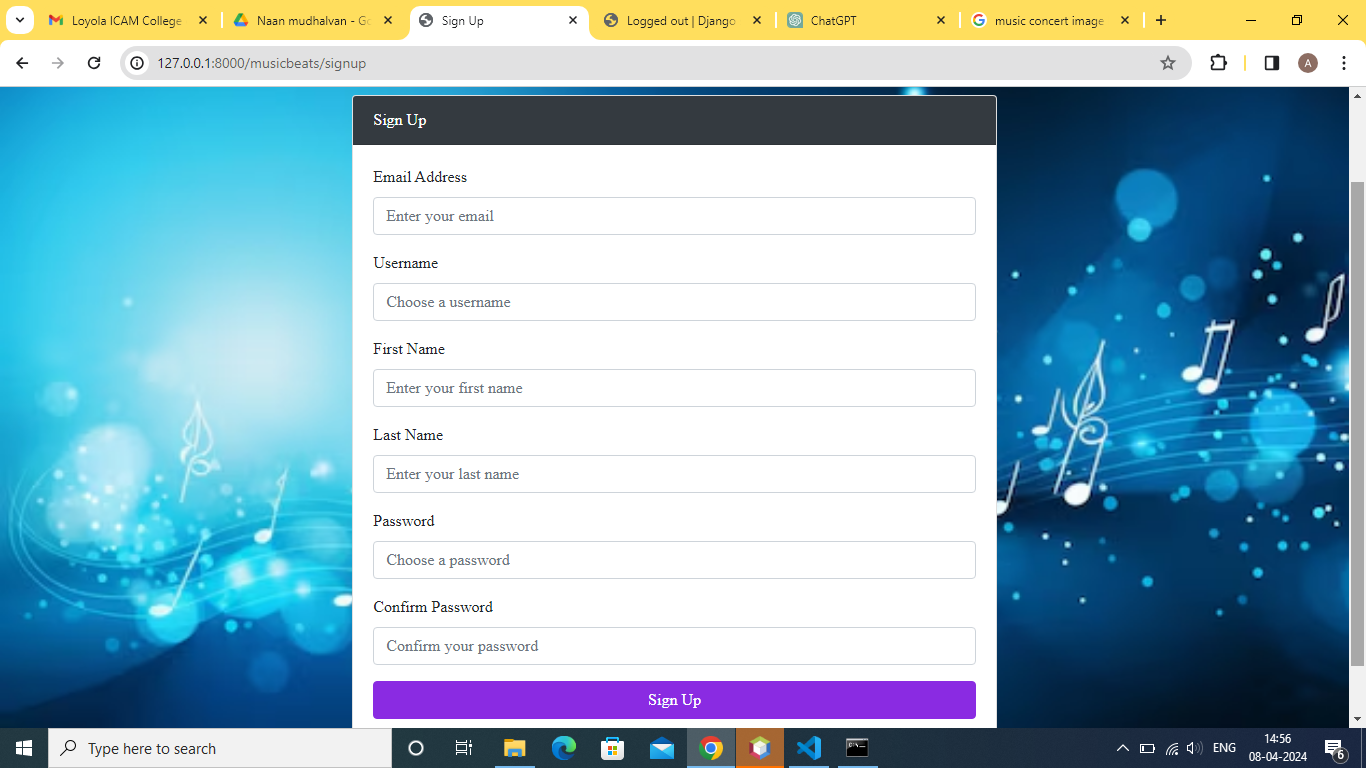 Loyola ICAM College
Naan mudhalvan - Go
Sign Up
Logged out | Django
ChatGPT
music concert image
127.0.0.1:8000/musicbeats/signup
A
Sign Up
Email Address
Enter your email
Username
Choose a username
First Name
Enter your first name
Last Name
Enter your last name
Password
Choose a password
Confirm Password
Confirm your password
Sign Up
Type here to search
ENG
14:56
08-04-2024
6